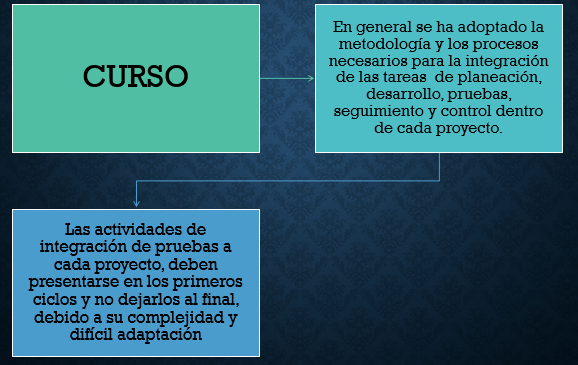 CURSO
En general se ha adoptado la
metodología y los procesos
necesarios para la integración
de las tareas de planeación,
desarrollo, pruebas,
seguimiento y control dentro
de cada proyecto.
Las actividades de
integración de pruebas a
cada proyecto, deben
presentarse en los primeros
ciclos y no dejarlos al final,
debido a su complejidad y
difícil adaptación